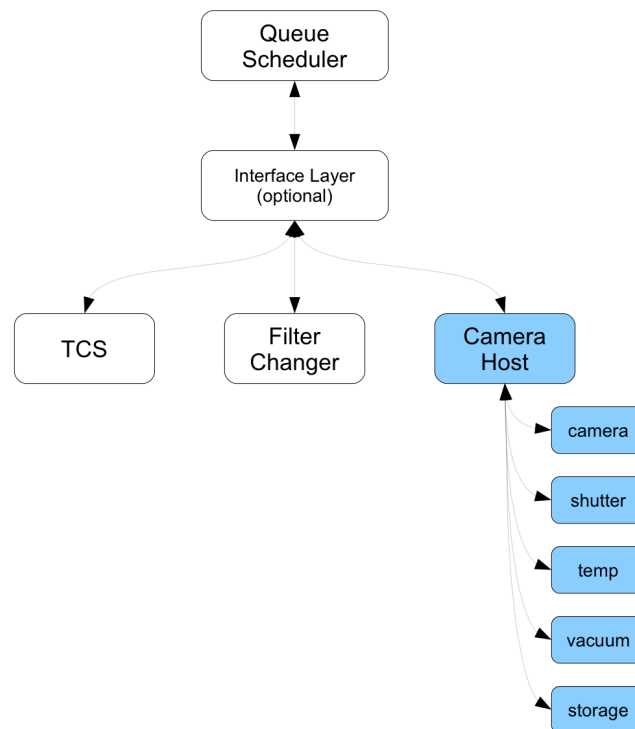 Queue
Scheduler
Interface Layer
(optional)
TCS
Filter
Changer
Camera
Host
camera
shutter
temp
vacuum
storage